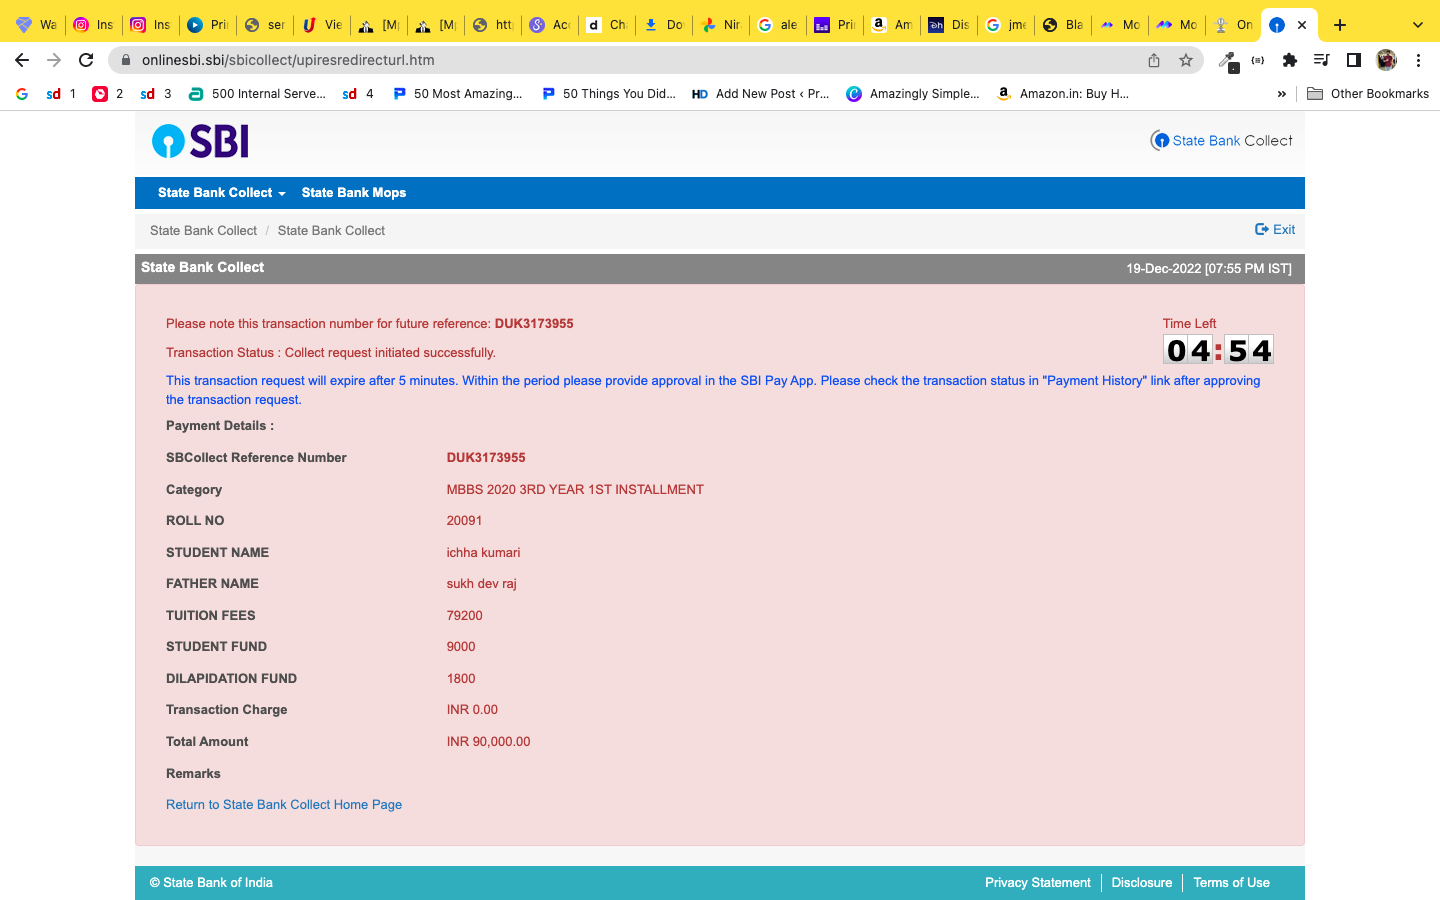 Wa Ins Ins Pri ser Vie [M [M htt Acc d Ch Do Nir ale Pri a Am Dis jme Bla Mo Mo On
onlinesbi.sbi/sbicollect/upiresredirecturl.htm
sd 1 2 sd 3 500 Internal Serve... sd 4 50 Most Amazing... 50 Things You Did... HD Add New Post ‹ Pr... Amazingly Simple... Amazon.in: Buy H... » Other Bookmarks
SBI
State Bank Collect
State Bank Collect State Bank Mops
State Bank Collect / State Bank Collect
Exit
State Bank Collect 19-Dec-2022 [07:55 PM IST]
Please note this transaction number for future reference: DUK3173955
Time Left
04:54
Transaction Status : Collect request initiated successfully.
This transaction request will expire after 5 minutes. Within the period please provide approval in the SBI Pay App. Please check the transaction status in "Payment History" link after approving
the transaction request.
Payment Details :
SBCollect Reference Number DUK3173955
Category MBBS 2020 3RD YEAR 1ST INSTALLMENT
ROLL NO 20091
STUDENT NAME ichha kumari
FATHER NAME sukh dev raj
TUITION FEES 79200
STUDENT FUND 9000
DILAPIDATION FUND 1800
Transaction Charge INR 0.00
Total Amount INR 90,000.00
Remarks
Return to State Bank Collect Home Page
© State Bank of India
Privacy Statement Disclosure Terms of Use